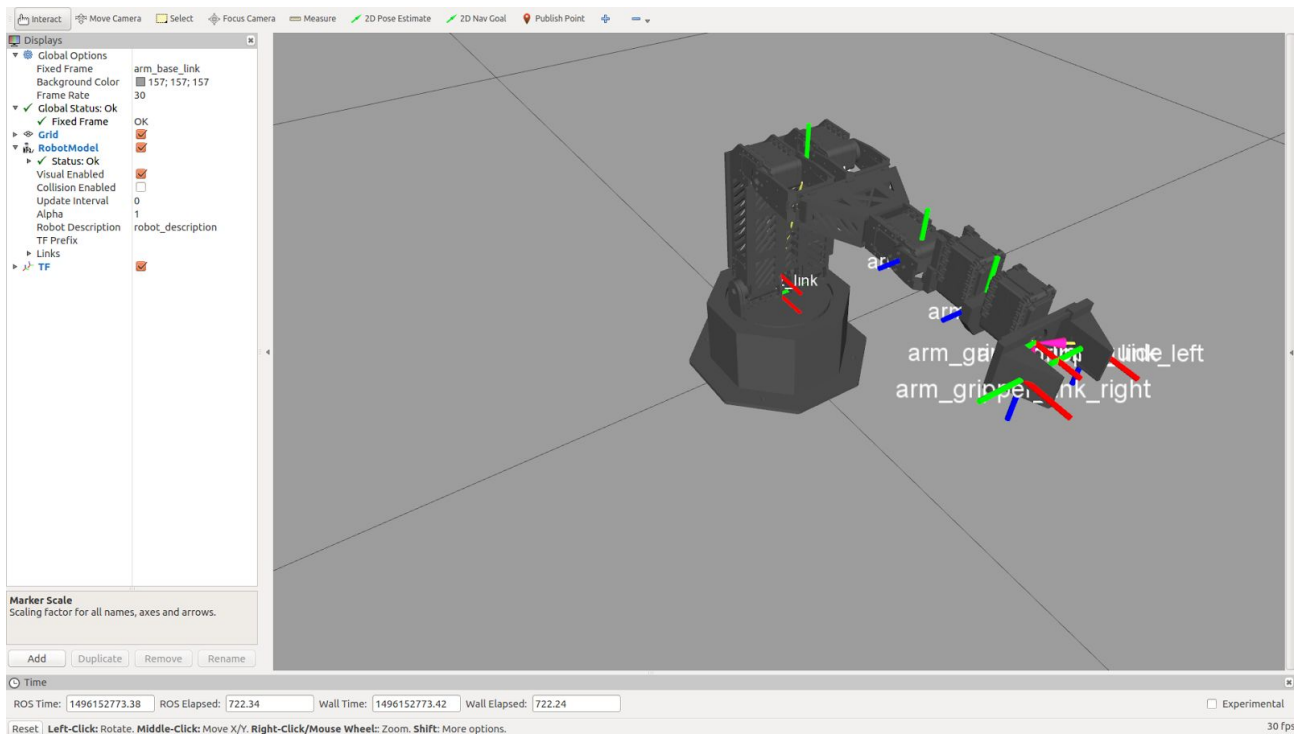 Interact Move Camera Select Focus Camera Measure 2D Pose Estimate 2D Nav Goal Publish Point
Displays
Global Options
Fixed Frame arm_base_link
Background Color 157; 157; 157
Frame Rate 30
Global Status: Ok
Fixed Frame OK
Grid
RobotModel
Status: Ok
Visual Enabled
Collision Enabled
Update Interval 0
Alpha 1
Robot Description robot_description
TF Prefix
Links
TF
_link
arm_gripper_link_right
Marker Scale
Scaling factor for all names, axes and arrows.
Add Duplicate Remove Rename
Time
ROS Time: 1496152773.38 ROS Elapsed: 722.34 Wall Time: 1496152773.42 Wall Elapsed: 722.24 Experimental
Reset Left-Click: Rotate. Middle-Click: Move X/Y. Right-Click/Mouse Wheel:: Zoom. Shift: More options. 30 fps